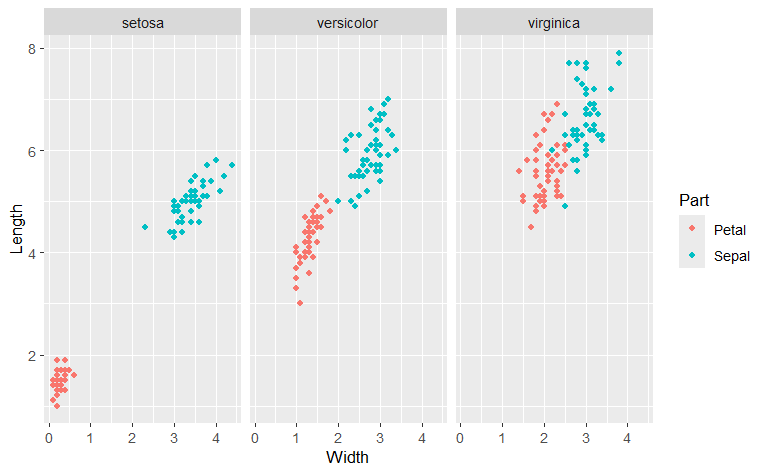 setosa
versicolor
virginica
8
6
4
2
Length
0 1 2 3 4
0 1 2 3 4
0 1 2 3 4
Width
Part
Petal
Sepal